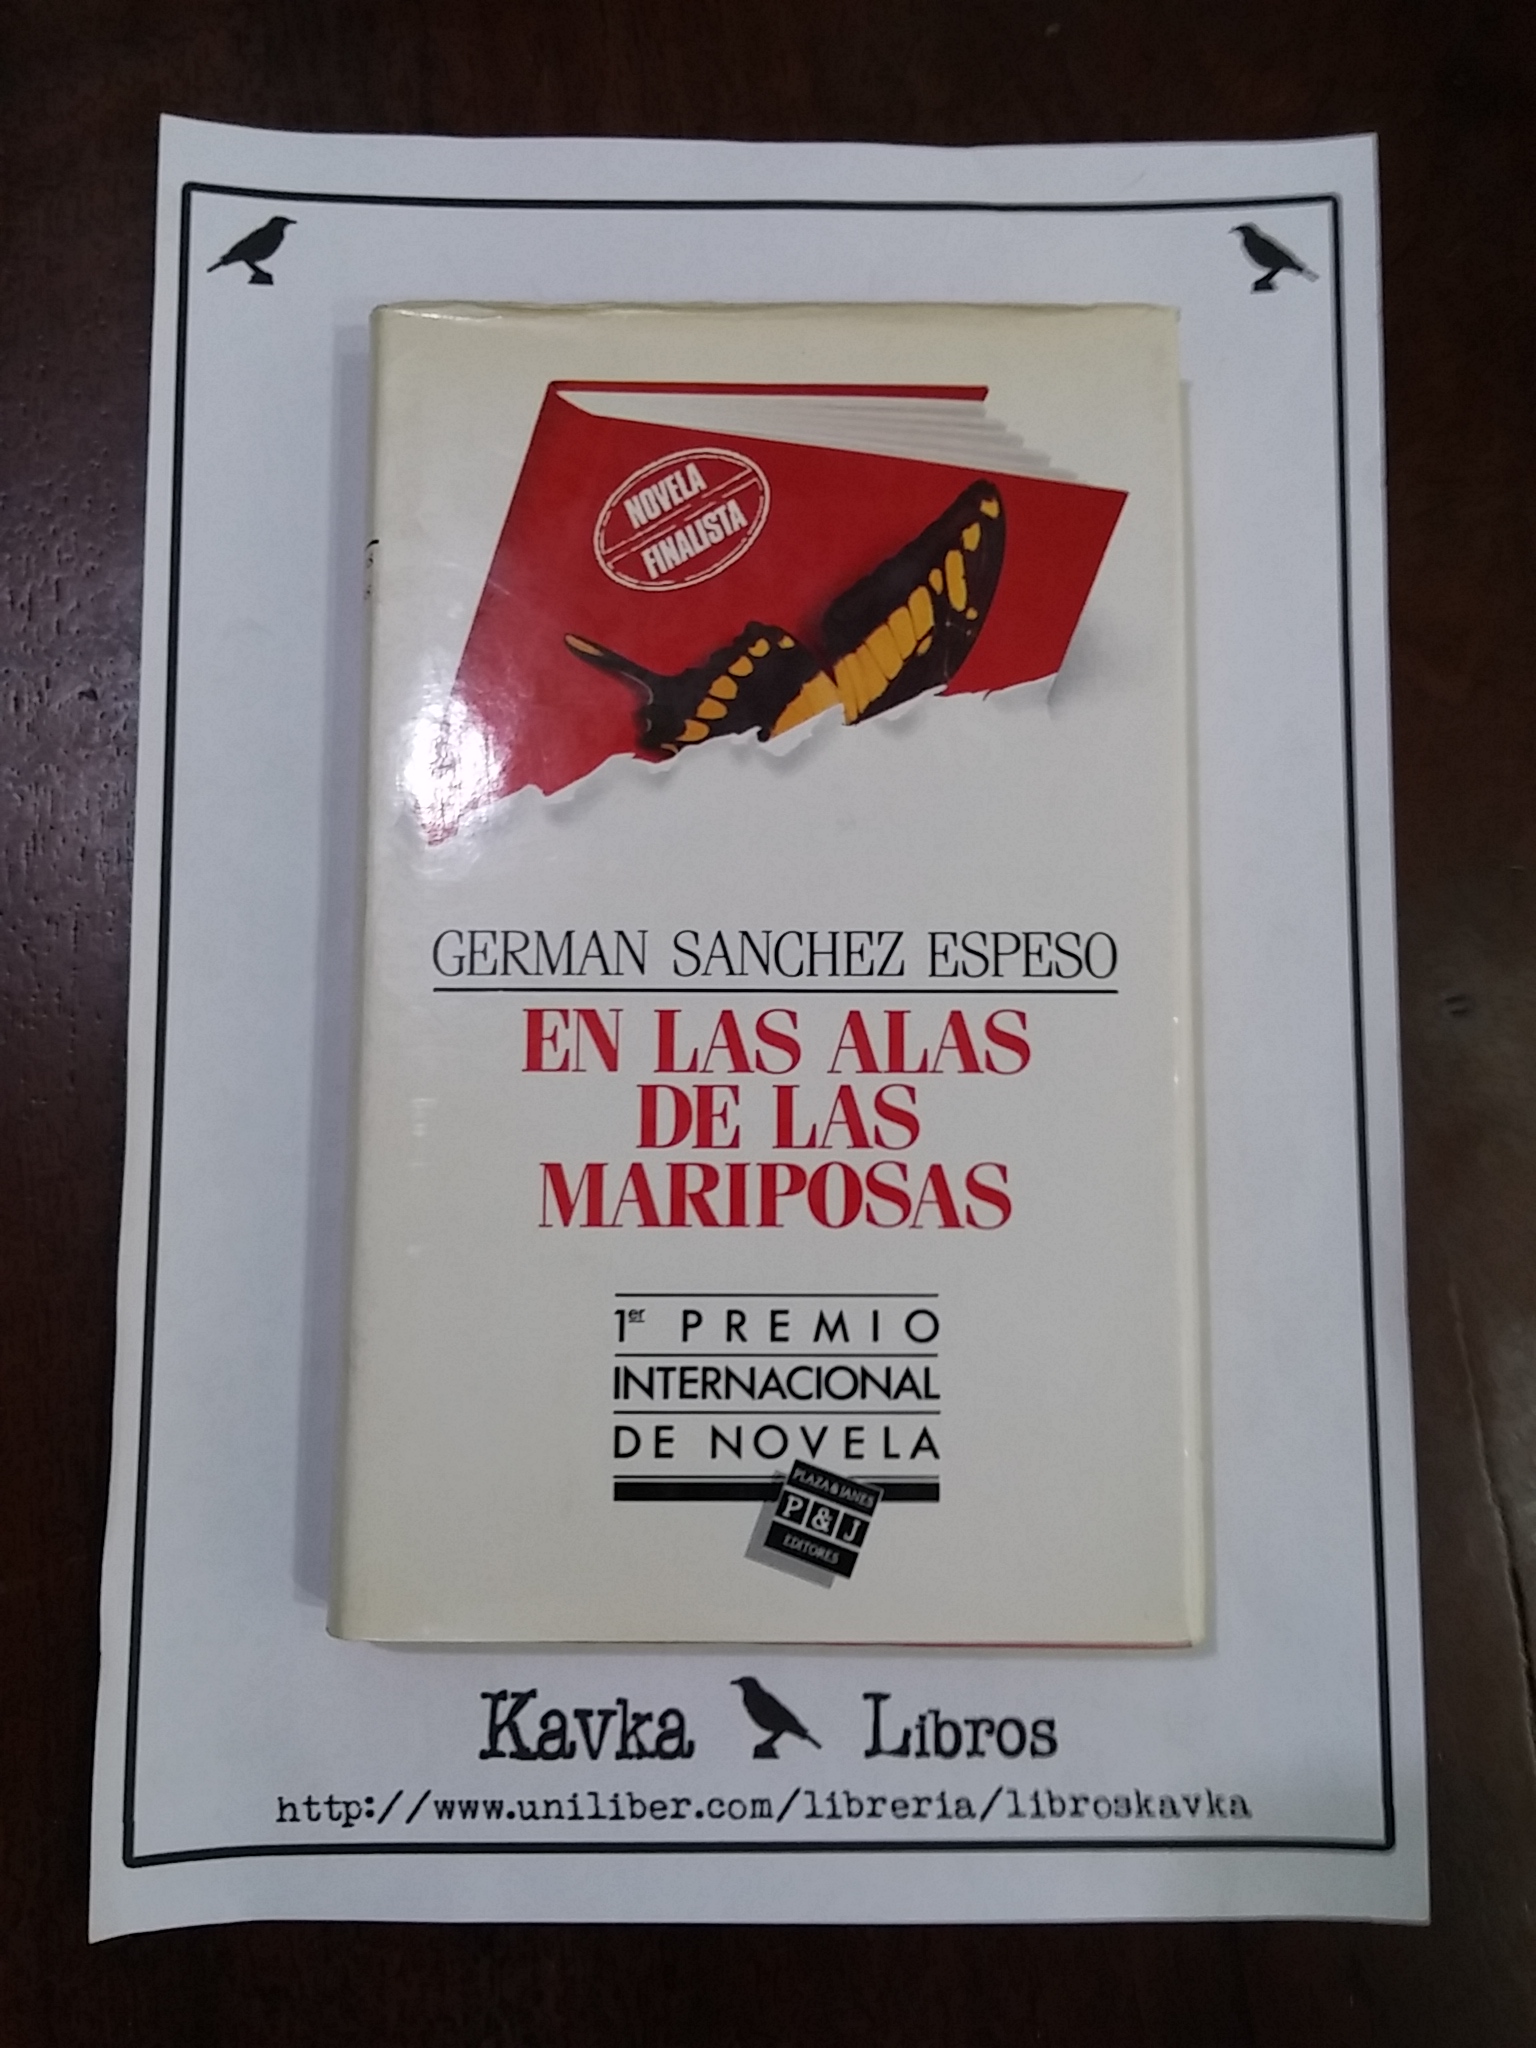 NOVELA
FINALISTA
GERMAN SANCHEZ ESPESO
EN LAS ALAS
DE LAS
MARIPOSAS
1er PREMIO
INTERNACIONAL
DE NOVELA
PLAZA & JANES
P & J
EDITORES
Kavka Libros
http://www.uniliber.com/libreria/libroskavka